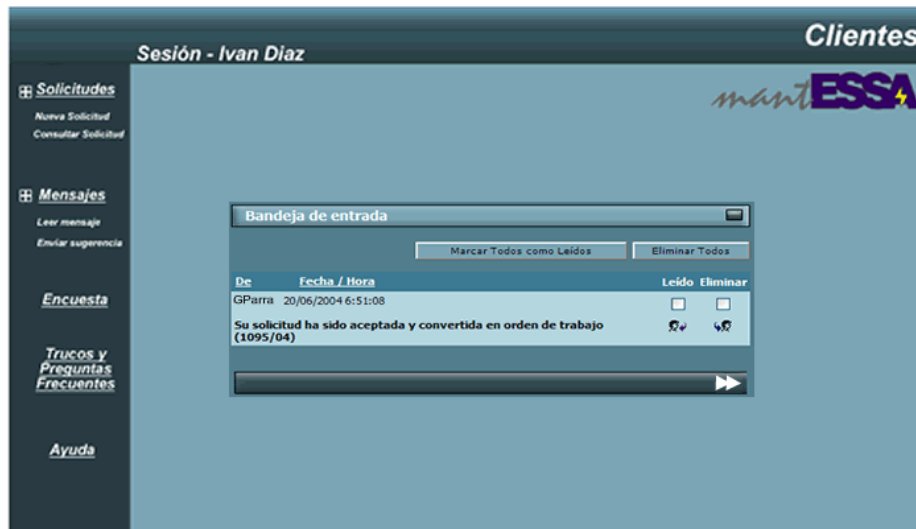 Clientes
Sesión - Ivan Diaz
mantESSA
Solicitudes
Nueva Solicitud
Consultar Solicitud
Mensajes
Leer mensaje
Enviar sugerencia
Encuesta
Trucos y
Preguntas
Frecuentes
Ayuda
Bandeja de entrada
Marcar Todos como Leídos Eliminar Todos
De Fecha / Hora Leído Eliminar
GParra 20/06/2004 6:51:08
Su solicitud ha sido aceptada y convertida en orden de trabajo
(1095/04)